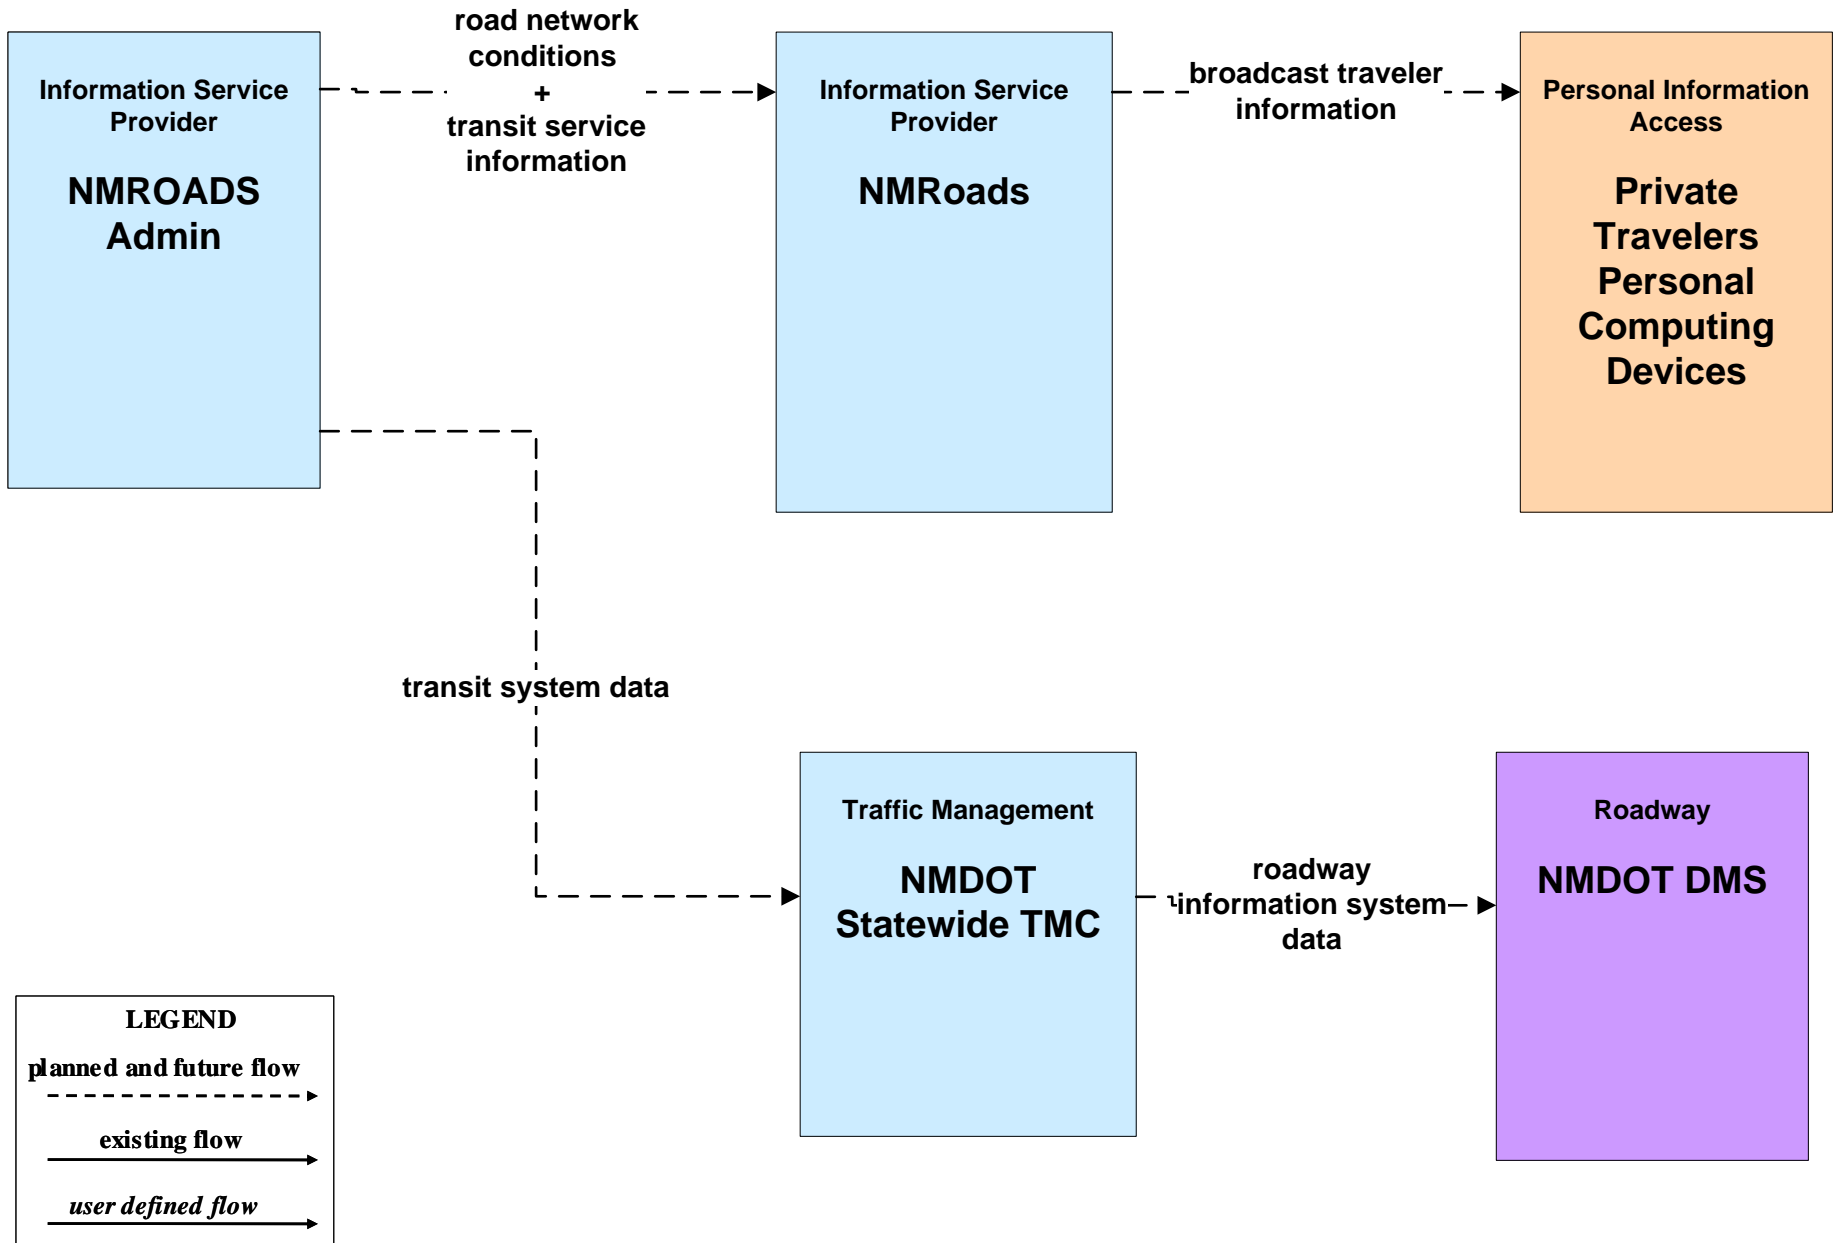 Information Service
Provider
NMROADS
Admin
road network
conditions
+
transit service
information
Information Service
Provider
NMRoads
broadcast traveler
information
Personal Information
Access
Private
Travelers
Personal
Computing
Devices
transit system data
Traffic Management
NMDOT
Statewide TMC
roadway
information system
data
Roadway
NMDOT DMS
LEGEND
planned and future flow
existing flow
user defined flow